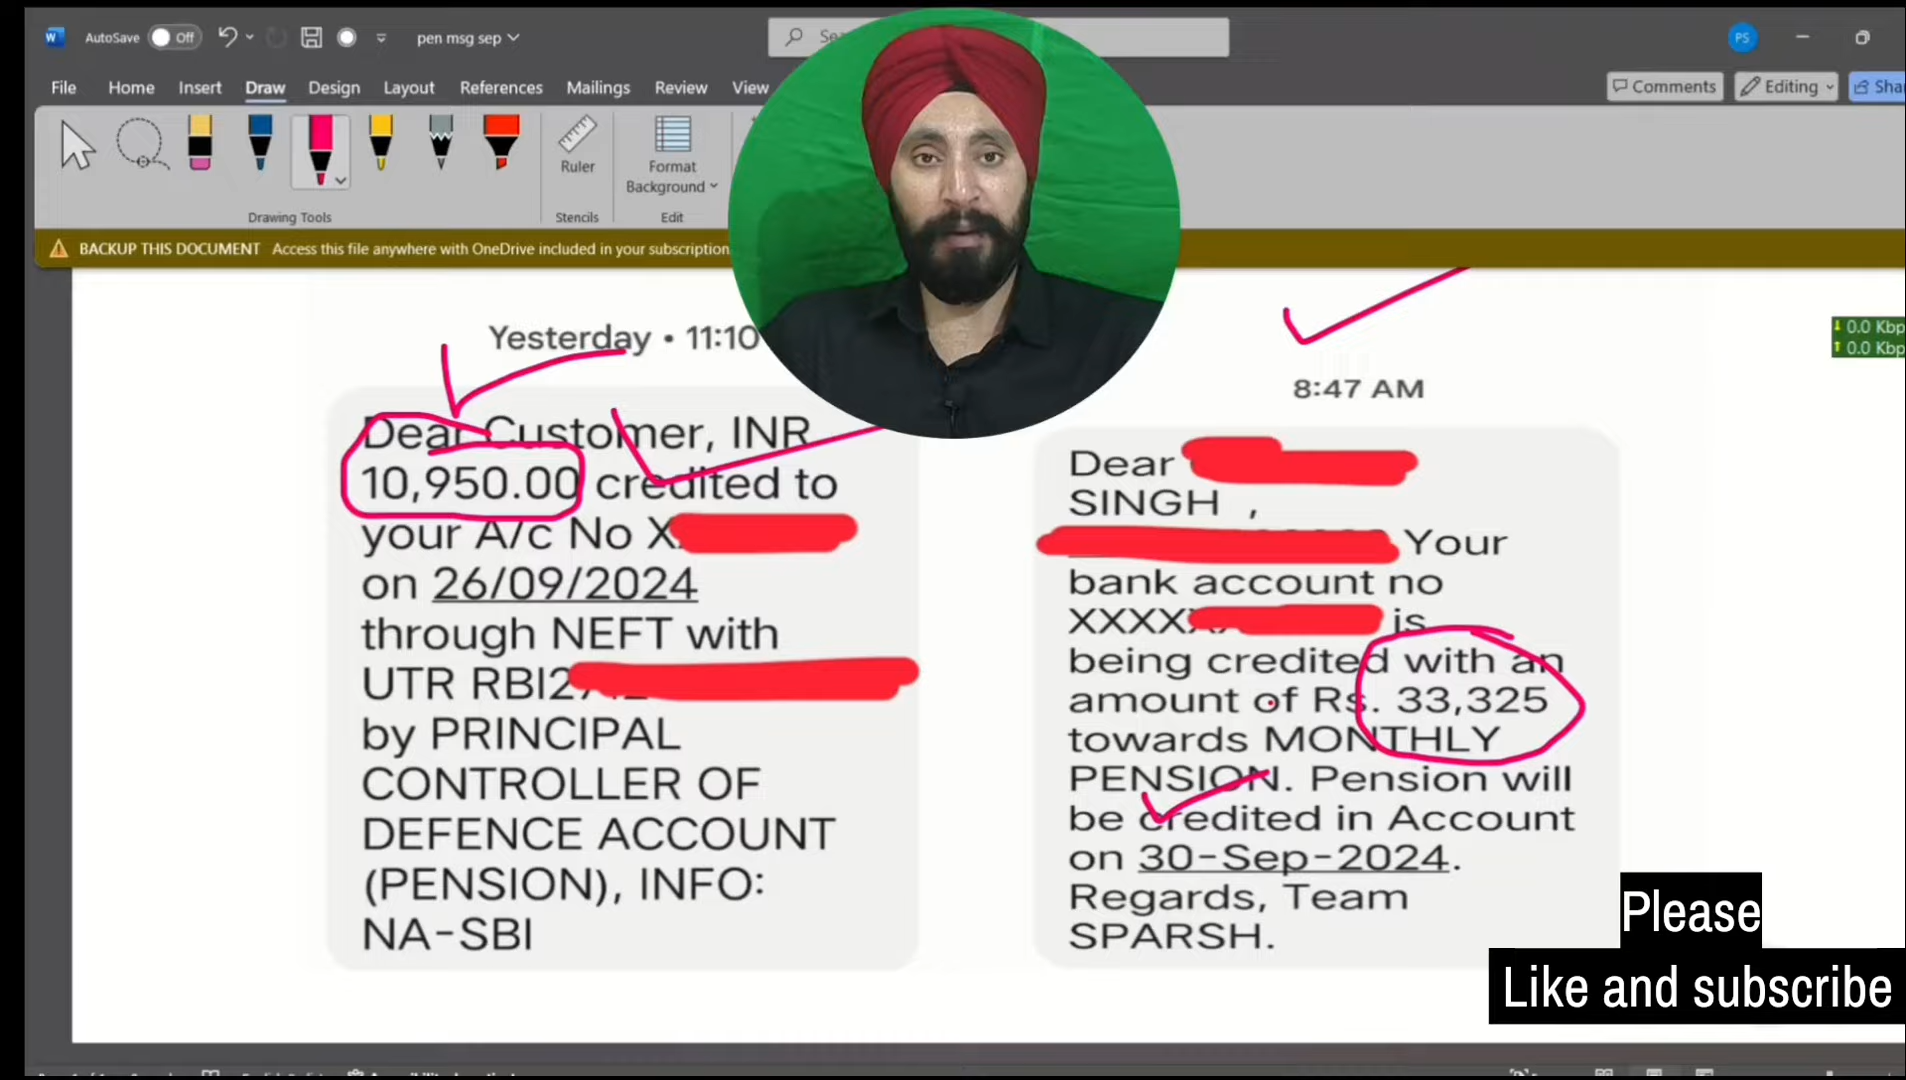 AutoSave Off pen msg sep
PS
File Home Insert Draw Design Layout References Mailings Review View Comments Editing
Ruler Format
Background
Drawing Tools Stencils Edit
BACKUP THIS DOCUMENT Access this file anywhere with OneDrive included in your subscription
0.0 Kbp
0.0 Kbp
Yesterday • 11:10
Dear Customer, INR
10,950.00 credited to
your A/c No X
on 26/09/2024
through NEFT with
UTR RBI2
by PRINCIPAL
CONTROLLER OF
DEFENCE ACCOUNT
(PENSION), INFO:
NA-SBI
8:47 AM
Dear
SINGH ,
Your
bank account no
XXXX is
being credited with an
amount of Rs. 33,325
towards MONTHLY
PENSION. Pension will
be credited in Account
on 30-Sep-2024.
Regards, Team
SPARSH.
Please
Like and subscribe